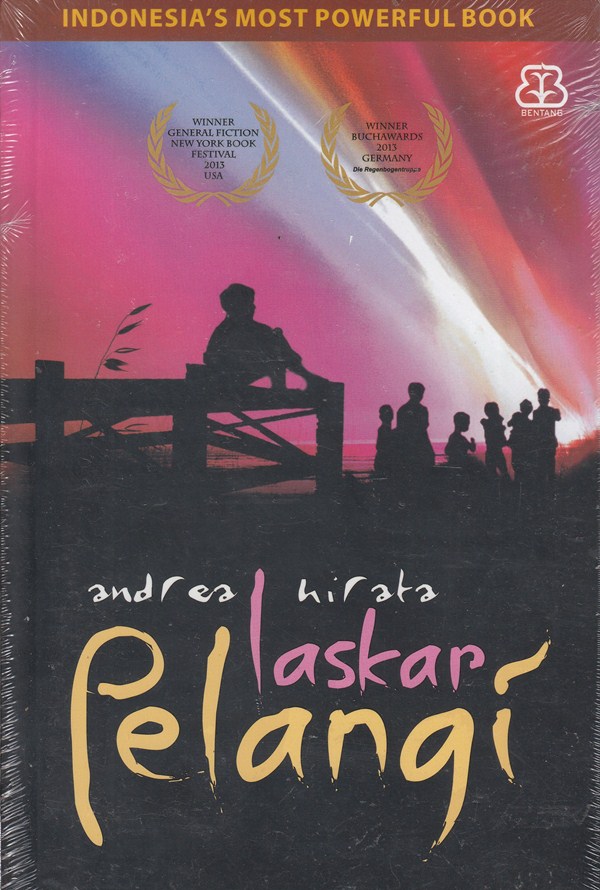 INDONESIA'S MOST POWERFUL BOOK
BENTANG
WINNER
GENERAL FICTION
NEW YORK BOOK
FESTIVAL
2013
USA
WINNER
BUCHAWARDS
2013
GERMANY
Die Regenbogentruppe
andrea hirata
laskar
Pelangi